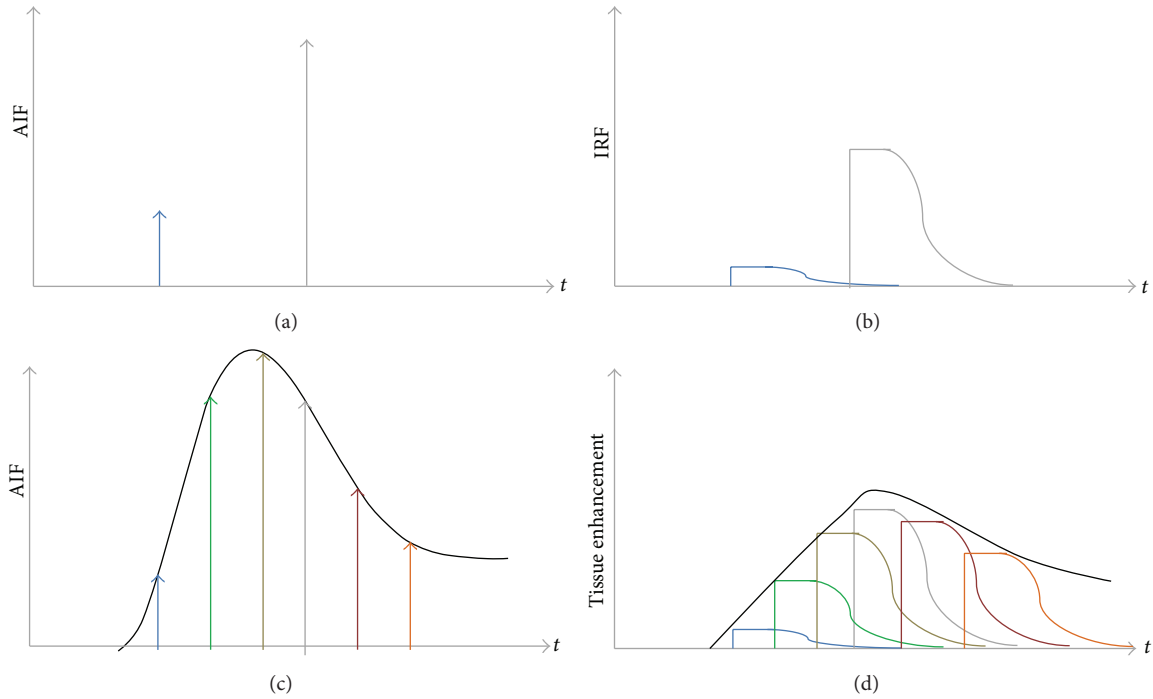 AIF
t
(a)
IRF
t
(b)
AIF
t
(c)
Tissue enhancement
t
(d)